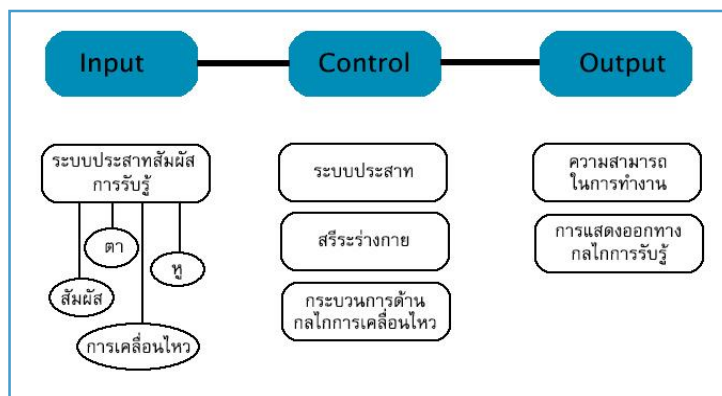 Input
Control
Output
ระบบประสาทสัมผัส
การรับรู้
ตา
หู
สัมผัส
การเคลื่อนไหว
ระบบประสาท
สรีระร่างกาย
กระบวนการด้าน
กลไกการเคลื่อนไหว
ความสามารถ
ในการทำงาน
การแสดงออกทาง
กลไกการรับรู้